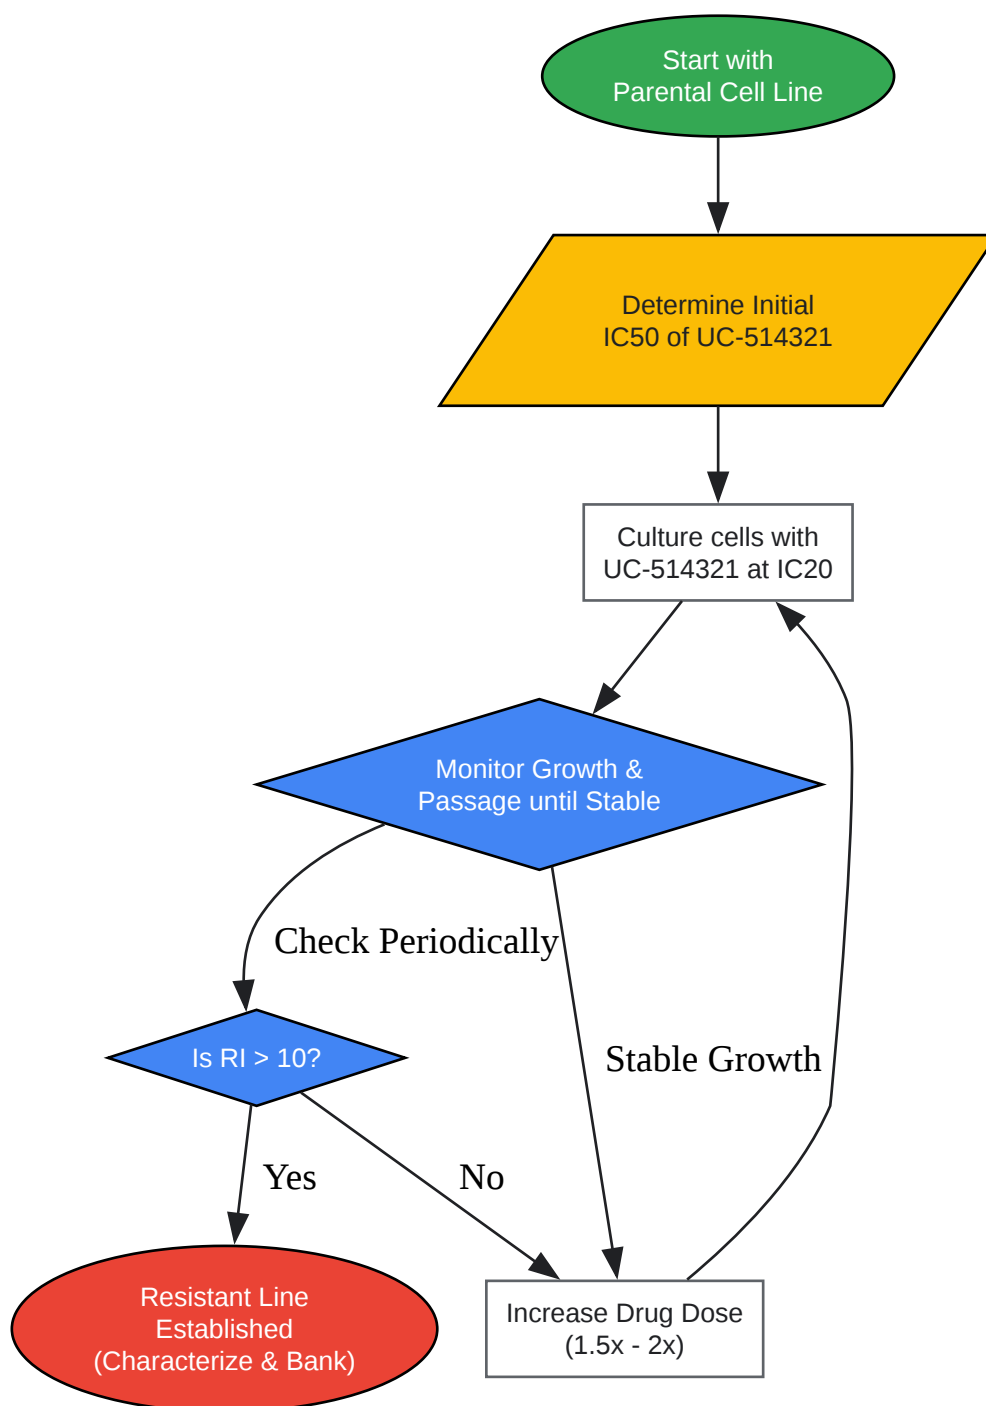 Start with
Parental Cell Line
Determine Initial
IC50 of UC-514321
Culture cells with
UC-514321 at IC20
Monitor Growth &
Passage until Stable
Check Periodically
Is RI > 10?
Stable Growth
Yes
No
Resistant Line
Established
(Characterize & Bank)
Increase Drug Dose
(1.5x - 2x)